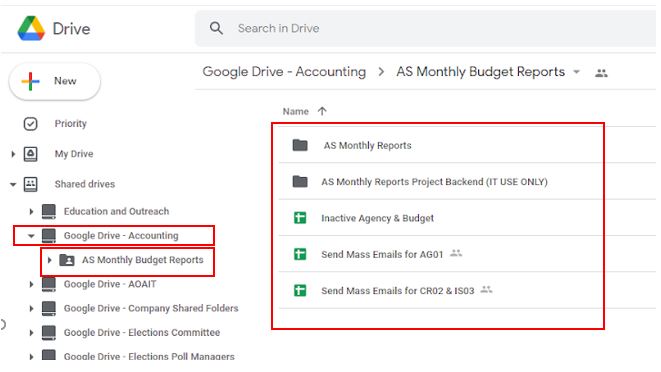 Drive
Search in Drive
New
Google Drive - Accounting > AS Monthly Budget Reports
Priority
My Drive
Shared drives
Education and Outreach
Google Drive - Accounting
AS Monthly Budget Reports
Google Drive - AOAIT
Google Drive - Company Shared Folders
Google Drive - Elections Committee
Google Drive - Elections Poll Managers
Name
AS Monthly Reports
AS Monthly Reports Project Backend (IT USE ONLY)
Inactive Agency & Budget
Send Mass Emails for AG01
Send Mass Emails for CR02 & IS03